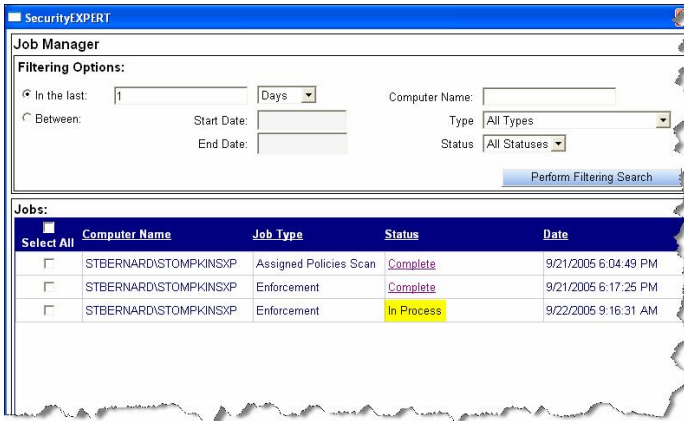 SecurityEXPERT
Job Manager
Filtering Options:
In the last: 1 Days Computer Name:
Between: Start Date: Type All Types
End Date: Status All Statuses
Perform Filtering Search
Jobs:
Select All Computer Name Job Type Status Date
STBERNARD\STOMPKINSXP Assigned Policies Scan Complete 9/21/2005 6:04:49 PM
STBERNARD\STOMPKINSXP Enforcement Complete 9/21/2005 6:17:25 PM
STBERNARD\STOMPKINSXP Enforcement In Process 9/22/2005 9:16:31 AM